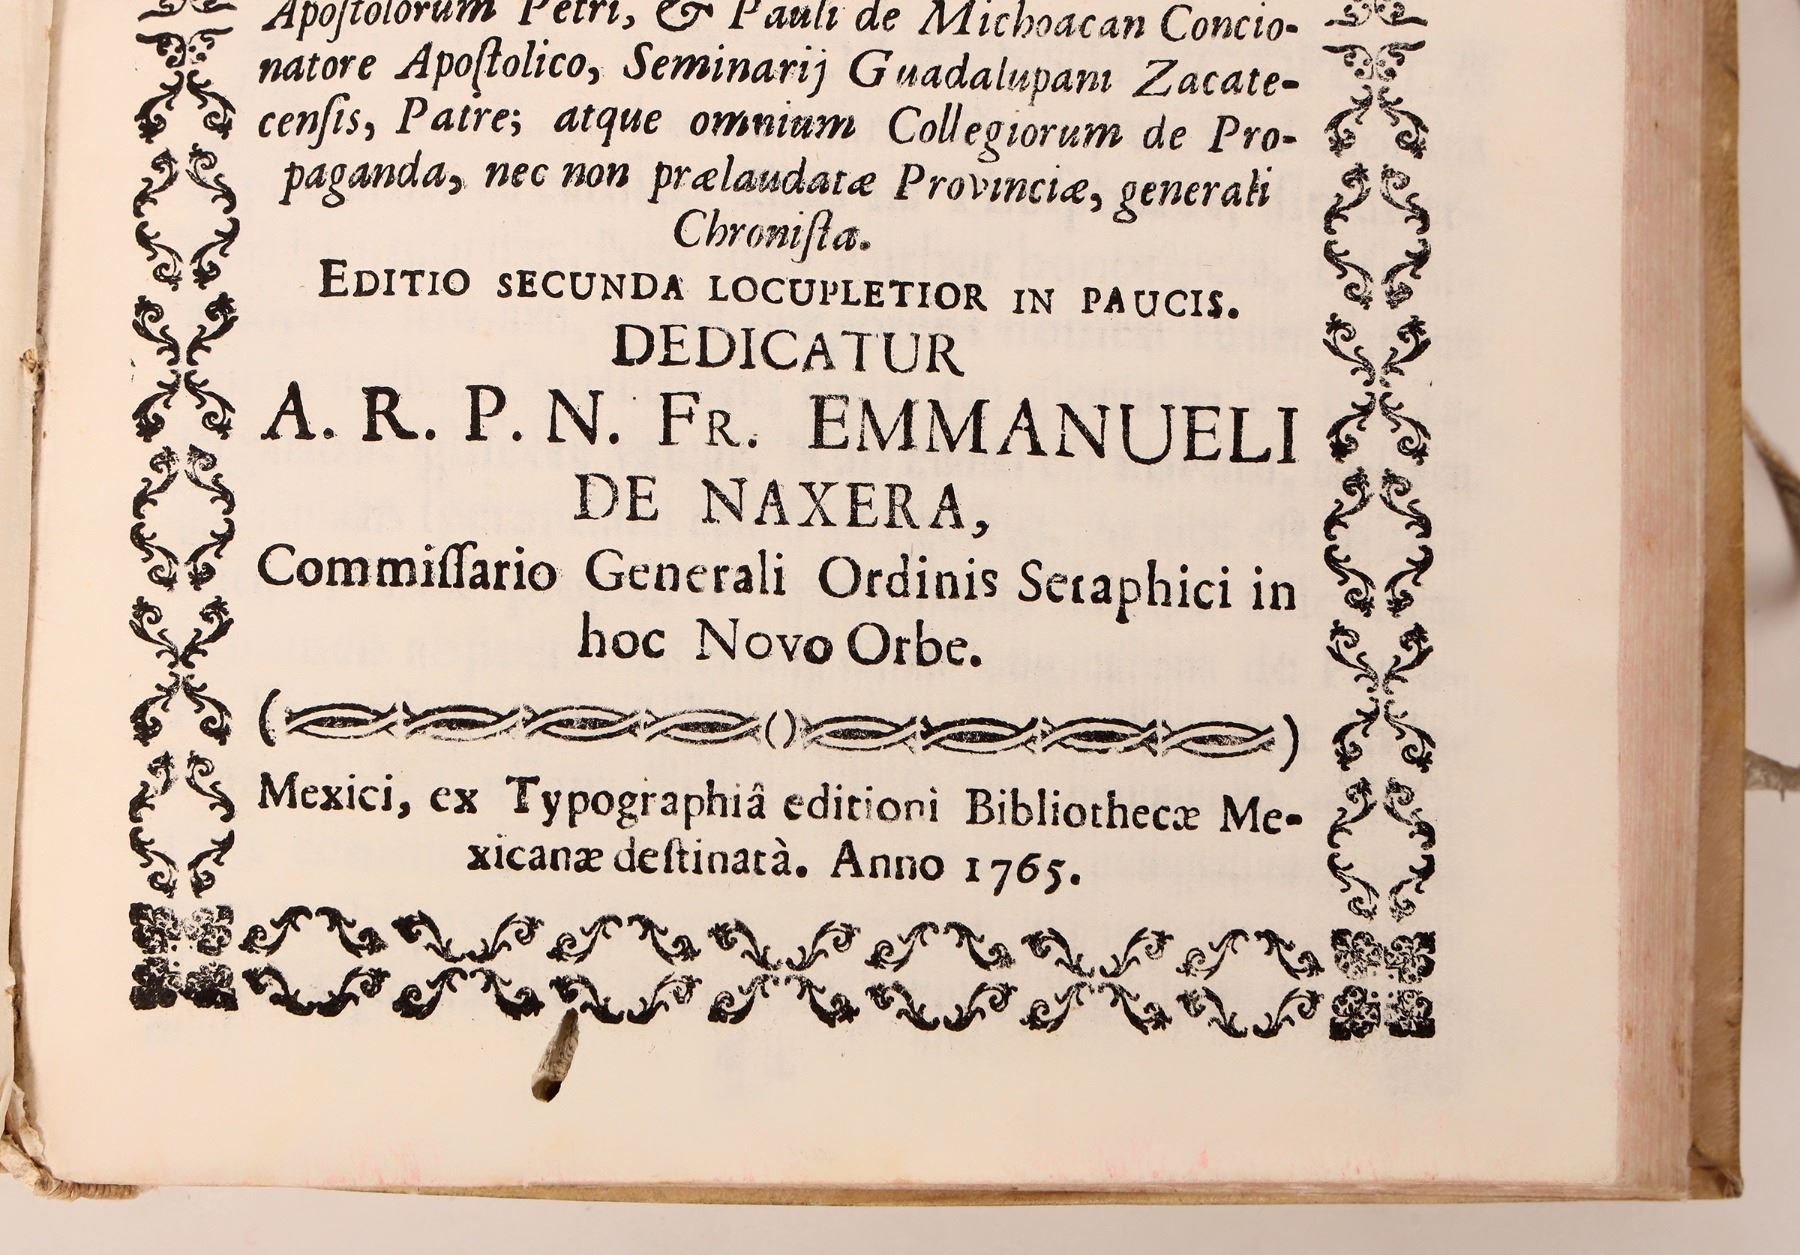 Apoſtolorum Petri, & Pauli de Michoacan Concio-
natore Apoſtolico, Seminarij Guadalupani Zacate-
cenſis, Patre; atque omnium Collegiorum de Pro-
paganda, nec non prælaudatæ Provinciæ, generali
Chroniſta.
EDITIO SECUNDA LOCUPLETIOR IN PAUCIS.
DEDICATUR
A. R. P. N. FR. EMMANUELI
DE NAXERA,
Commiſſario Generali Ordinis Seraphici in
hoc Novo Orbe.
Mexici, ex Typographiâ editioni Bibliothecæ Me-
xicanæ deſtinatà. Anno 1765.